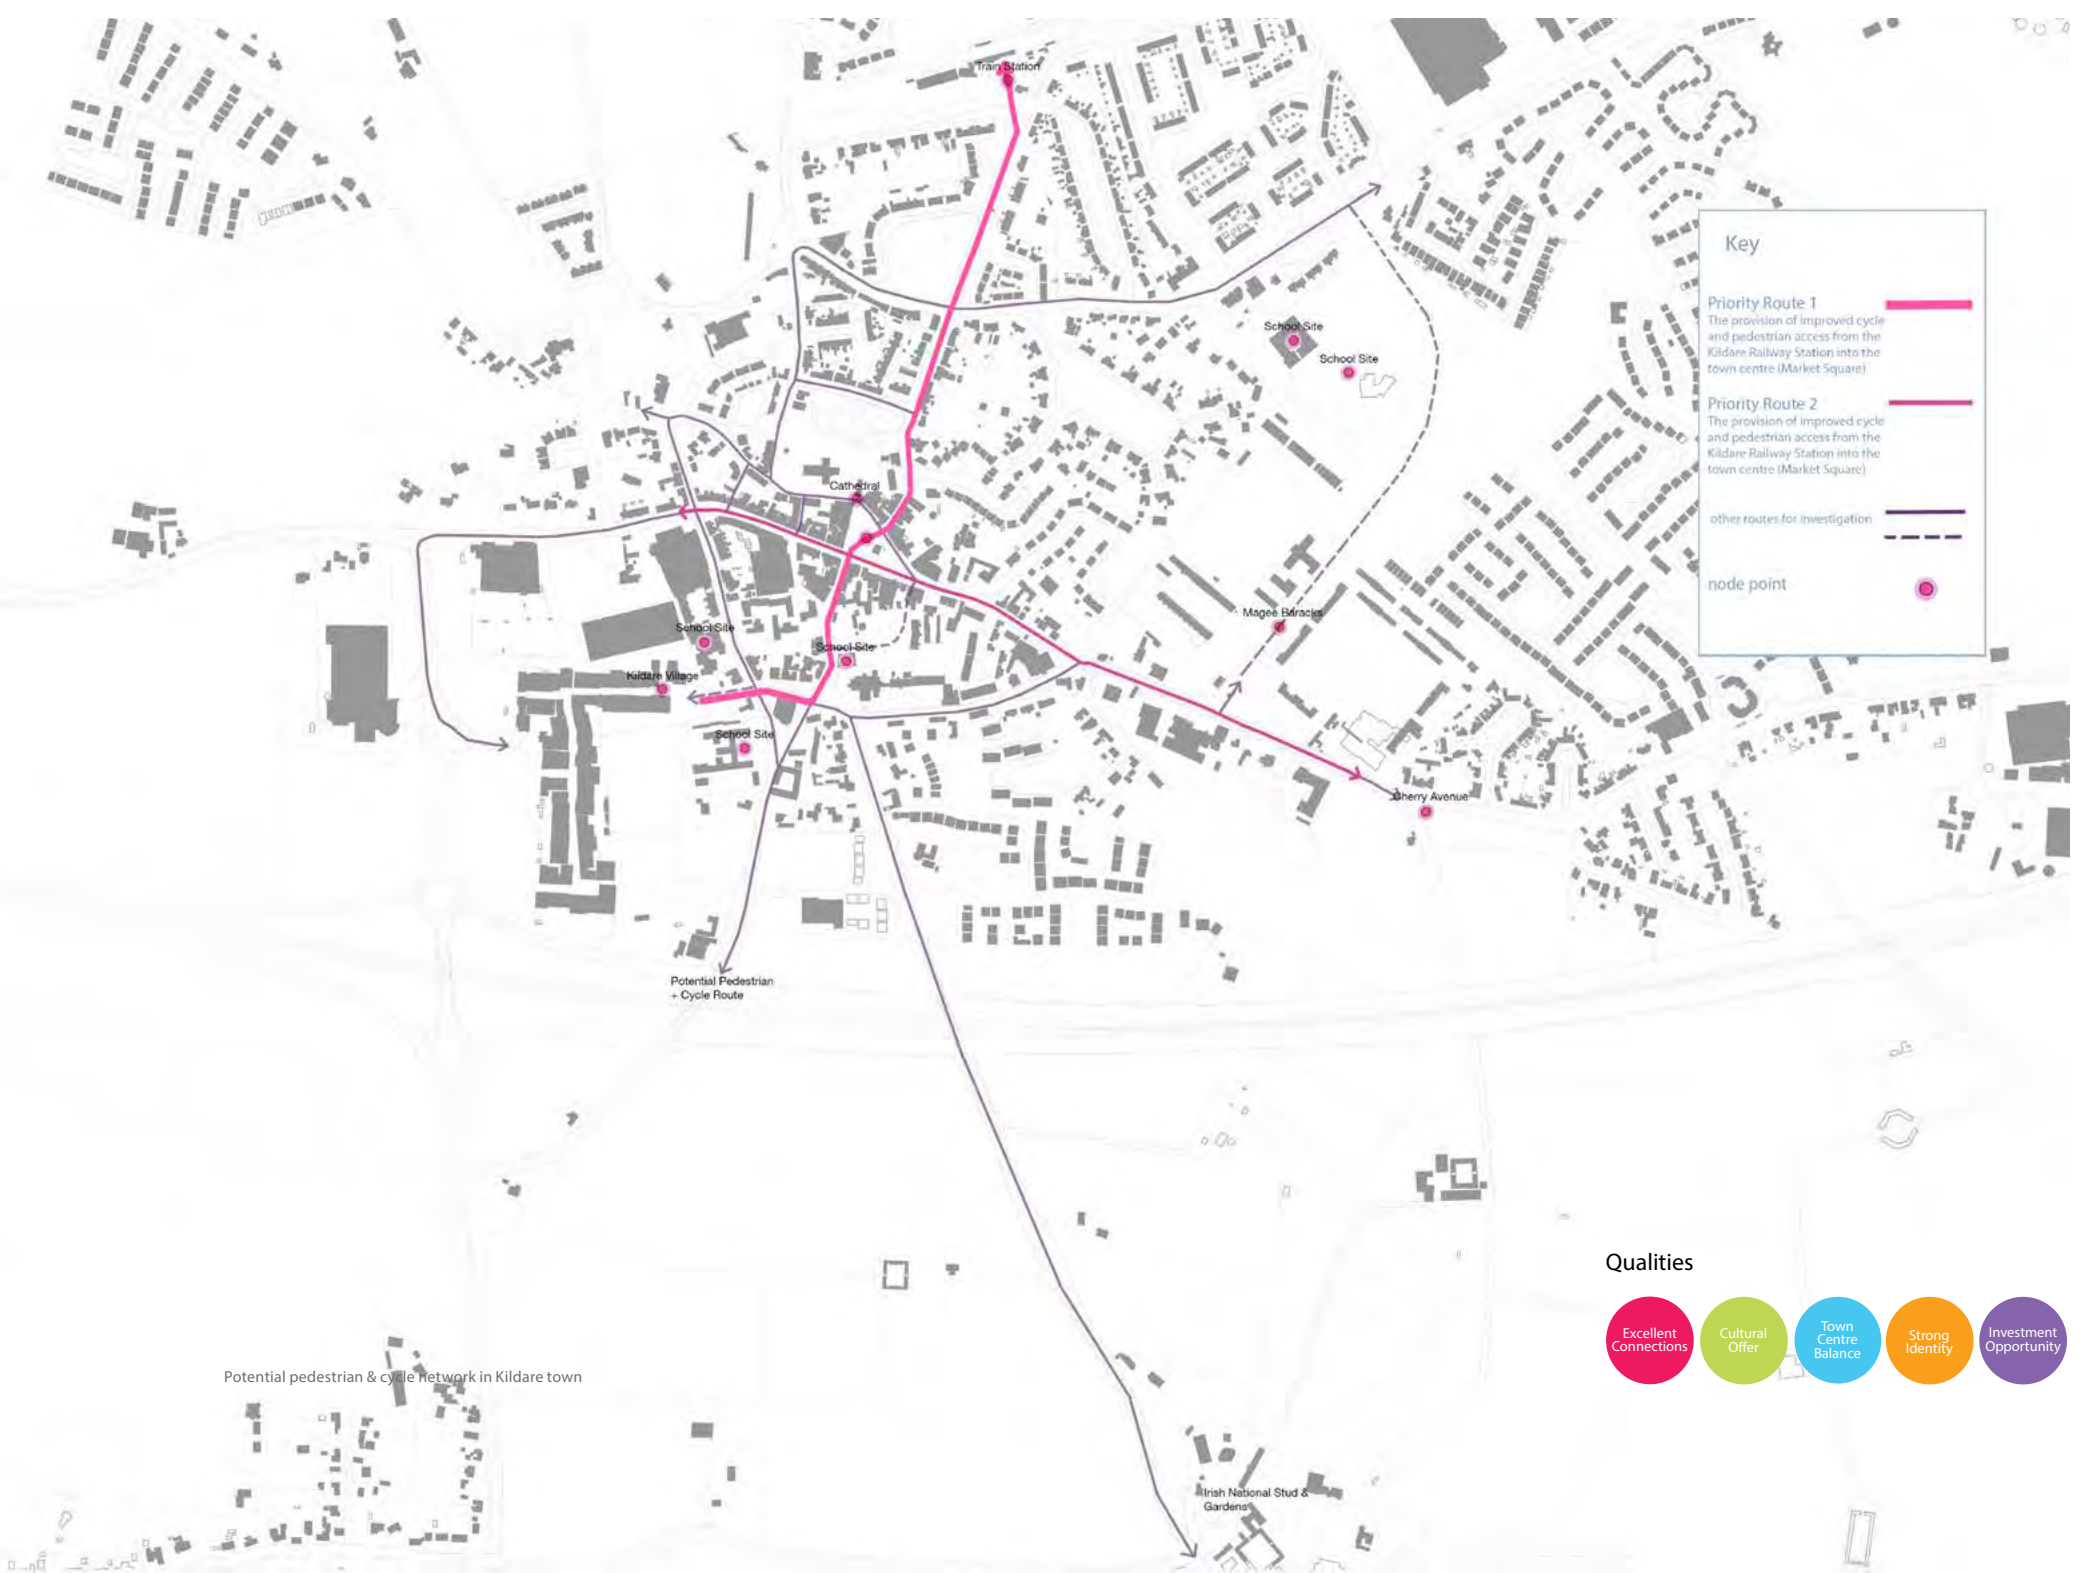 Train Station
Key
Priority Route 1
The provision of improved cycle
and pedestrian access from the
Kildare Railway Station into the
town centre (Market Square)
Priority Route 2
The provision of improved cycle
and pedestrian access from the
Kildare Railway Station into the
town centre (Market Square)
other routes for investigation
node point
School Site
School Site
Cathedral
Magee Baracks
School Site
School Site
Kildare Village
School Site
Cherry Avenue
Potential Pedestrian
+ Cycle Route
Qualities
Excellent
Connections
Cultural
Offer
Town
Centre
Balance
Strong
Identity
Investment
Opportunity
Potential pedestrian & cycle network in Kildare town
Irish National Stud &
Gardens